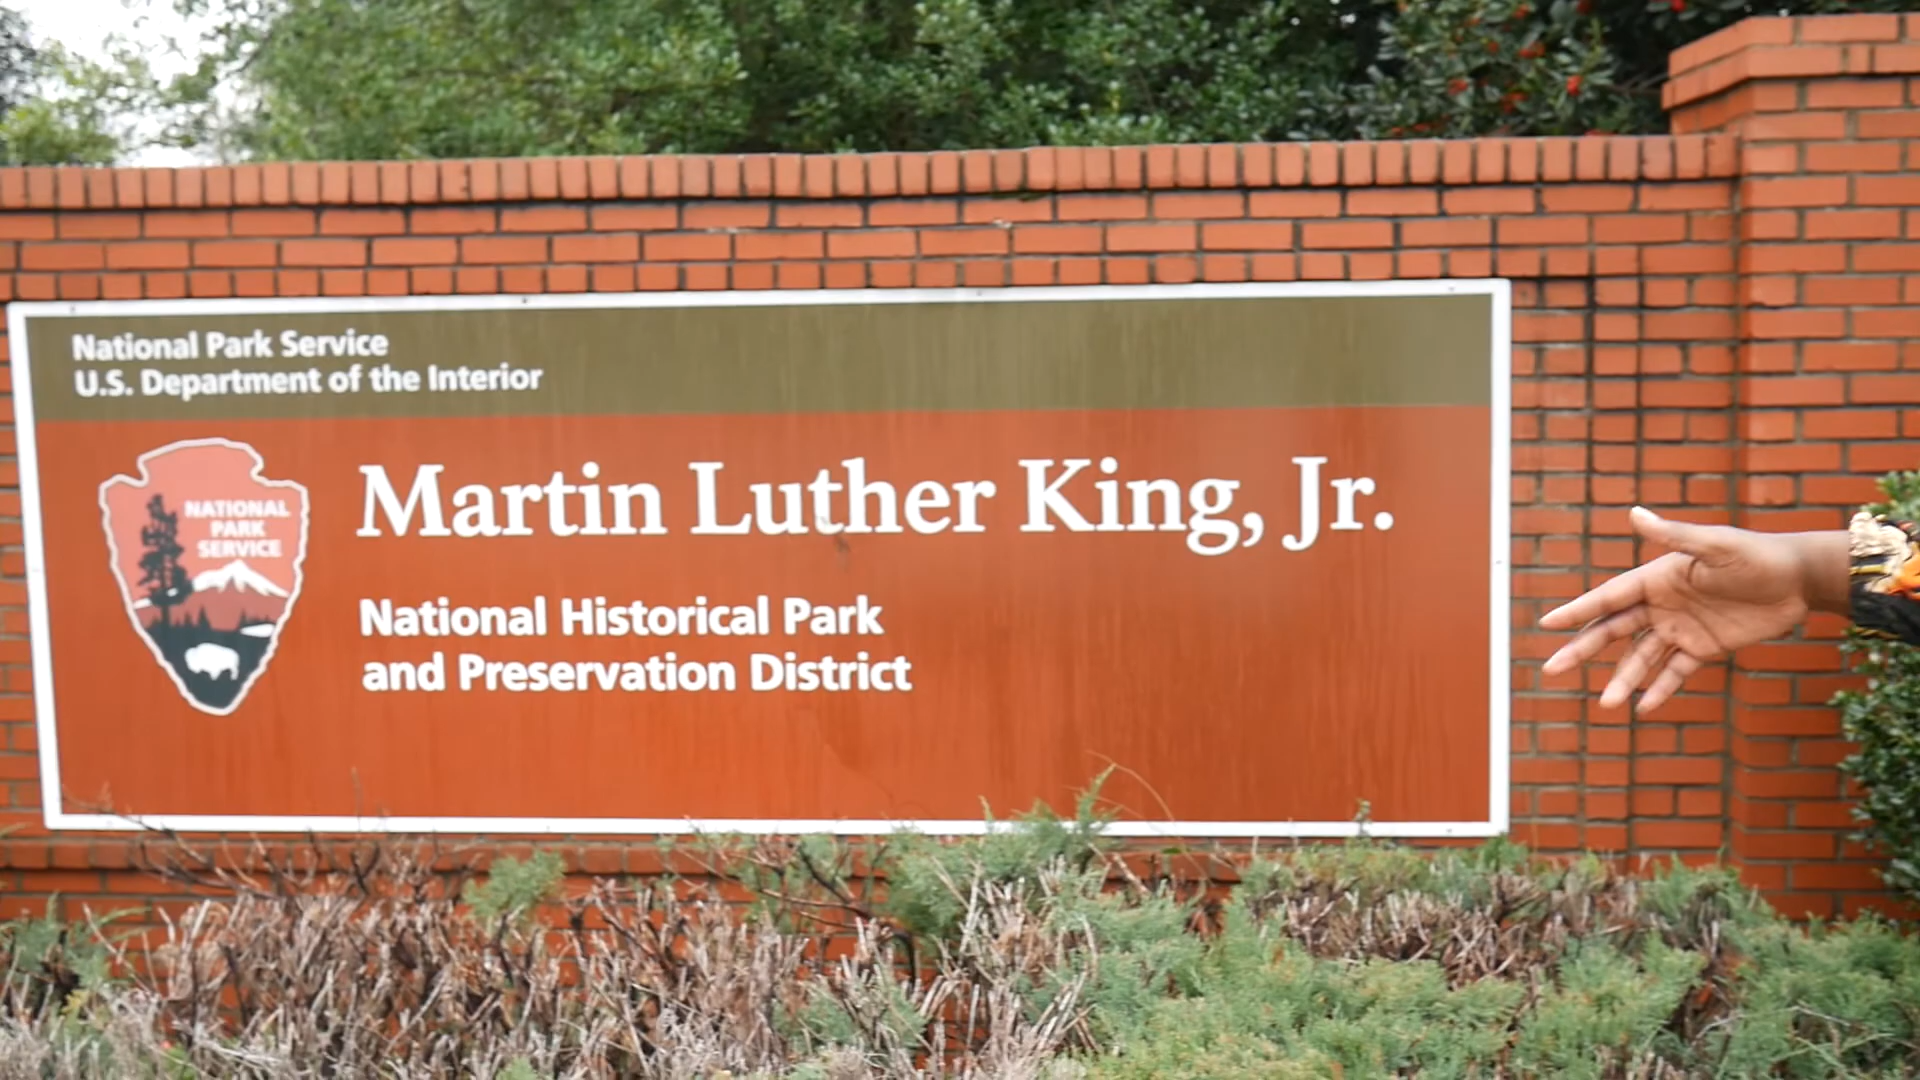 National Park Service
U.S. Department of the Interior
NATIONAL
PARK
SERVICE
Martin Luther King, Jr.
National Historical Park
and Preservation District